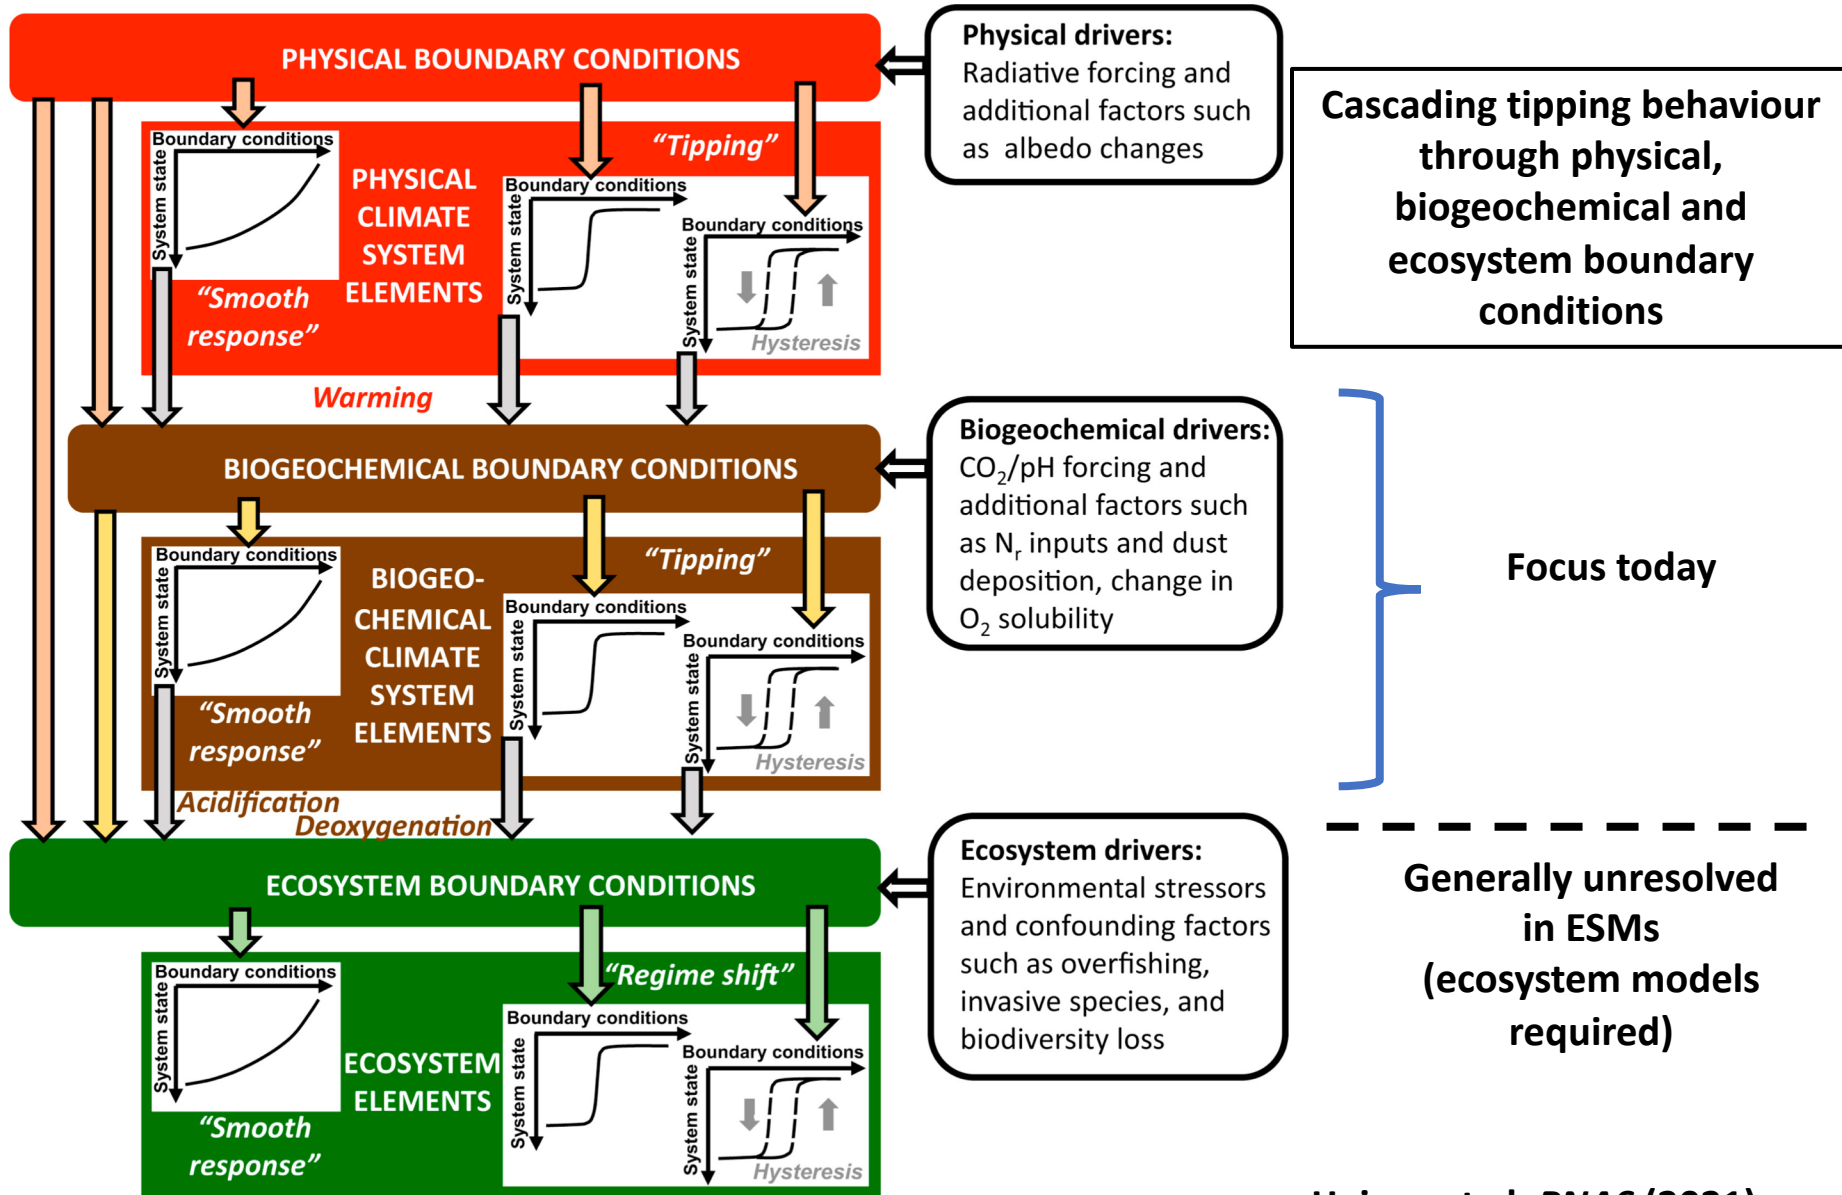 PHYSICAL BOUNDARY CONDITIONS
Physical drivers:
Radiative forcing and
additional factors such
as albedo changes
Cascading tipping behaviour
through physical,
biogeochemical and
ecosystem boundary
conditions
Boundary conditions
System state
"Smooth
response"
PHYSICAL
CLIMATE
SYSTEM
ELEMENTS
"Tipping"
Boundary conditions
System state
Boundary conditions
System state
Hysteresis
Warming
BIOGEOCHEMICAL BOUNDARY CONDITIONS
Biogeochemical drivers:
CO₂/pH forcing and
additional factors such
as Nᵣ inputs and dust
deposition, change in
O₂ solubility
Focus today
Boundary conditions
System state
"Smooth
response"
BIOGEO-
CHEMICAL
CLIMATE
SYSTEM
ELEMENTS
"Tipping"
Boundary conditions
System state
Boundary conditions
System state
Hysteresis
Acidification
Deoxygenation
ECOSYSTEM BOUNDARY CONDITIONS
Ecosystem drivers:
Environmental stressors
and confounding factors
such as overfishing,
invasive species, and
biodiversity loss
Generally unresolved
in ESMs
(ecosystem models
required)
Boundary conditions
System state
"Smooth
response"
ECOSYSTEM
ELEMENTS
"Regime shift"
Boundary conditions
System state
Boundary conditions
System state
Hysteresis
PNAS (2021)